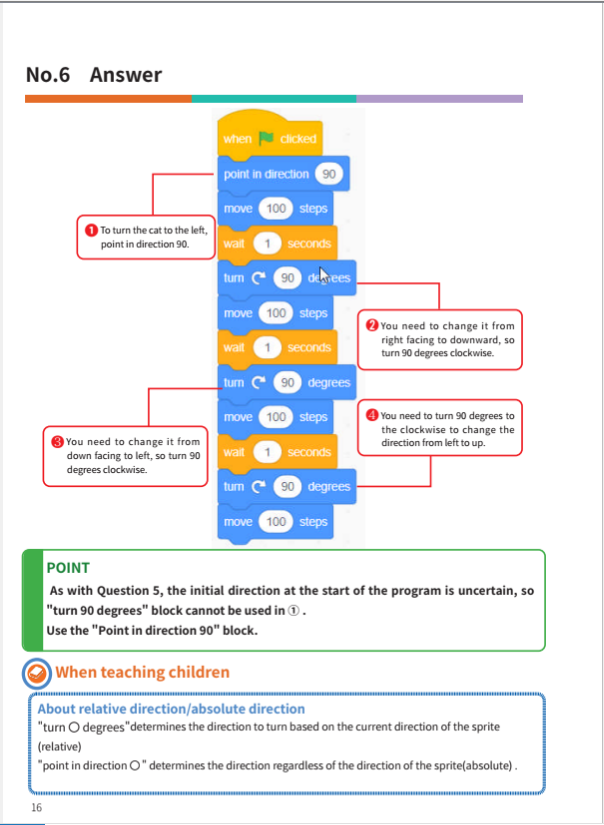 No.6 Answer
when clicked
point in direction 90
move 100 steps
❶ To turn the cat to the left,
point in direction 90.
wait 1 seconds
turn 90 degrees
move 100 steps
❷ You need to change it from
right facing to downward, so
turn 90 degrees clockwise.
wait 1 seconds
turn 90 degrees
move 100 steps
❹ You need to turn 90 degrees to
the clockwise to change the
direction from left to up.
❸ You need to change it from
down facing to left, so turn 90
degrees clockwise.
wait 1 seconds
turn 90 degrees
move 100 steps
POINT
As with Question 5, the initial direction at the start of the program is uncertain, so
"turn 90 degrees" block cannot be used in ① .
Use the "Point in direction 90" block.
When teaching children
About relative direction/absolute direction
"turn ○ degrees"determines the direction to turn based on the current direction of the sprite
(relative)
"point in direction ○" determines the direction regardless of the direction of the sprite(absolute) .
16